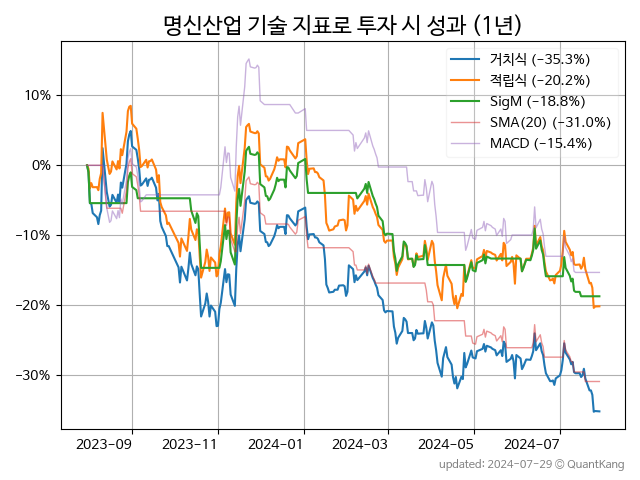 명신산업 기술 지표로 투자 시 성과 (1년)
거치식 (−35.3%)
적립식 (−20.2%)
SigM (−18.8%)
SMA(20) (−31.0%)
MACD (−15.4%)
10%
0%
−10%
−20%
−30%
2023-09 2023-11 2024-01 2024-03 2024-05 2024-07
updated: 2024-07-29 © QuantKang